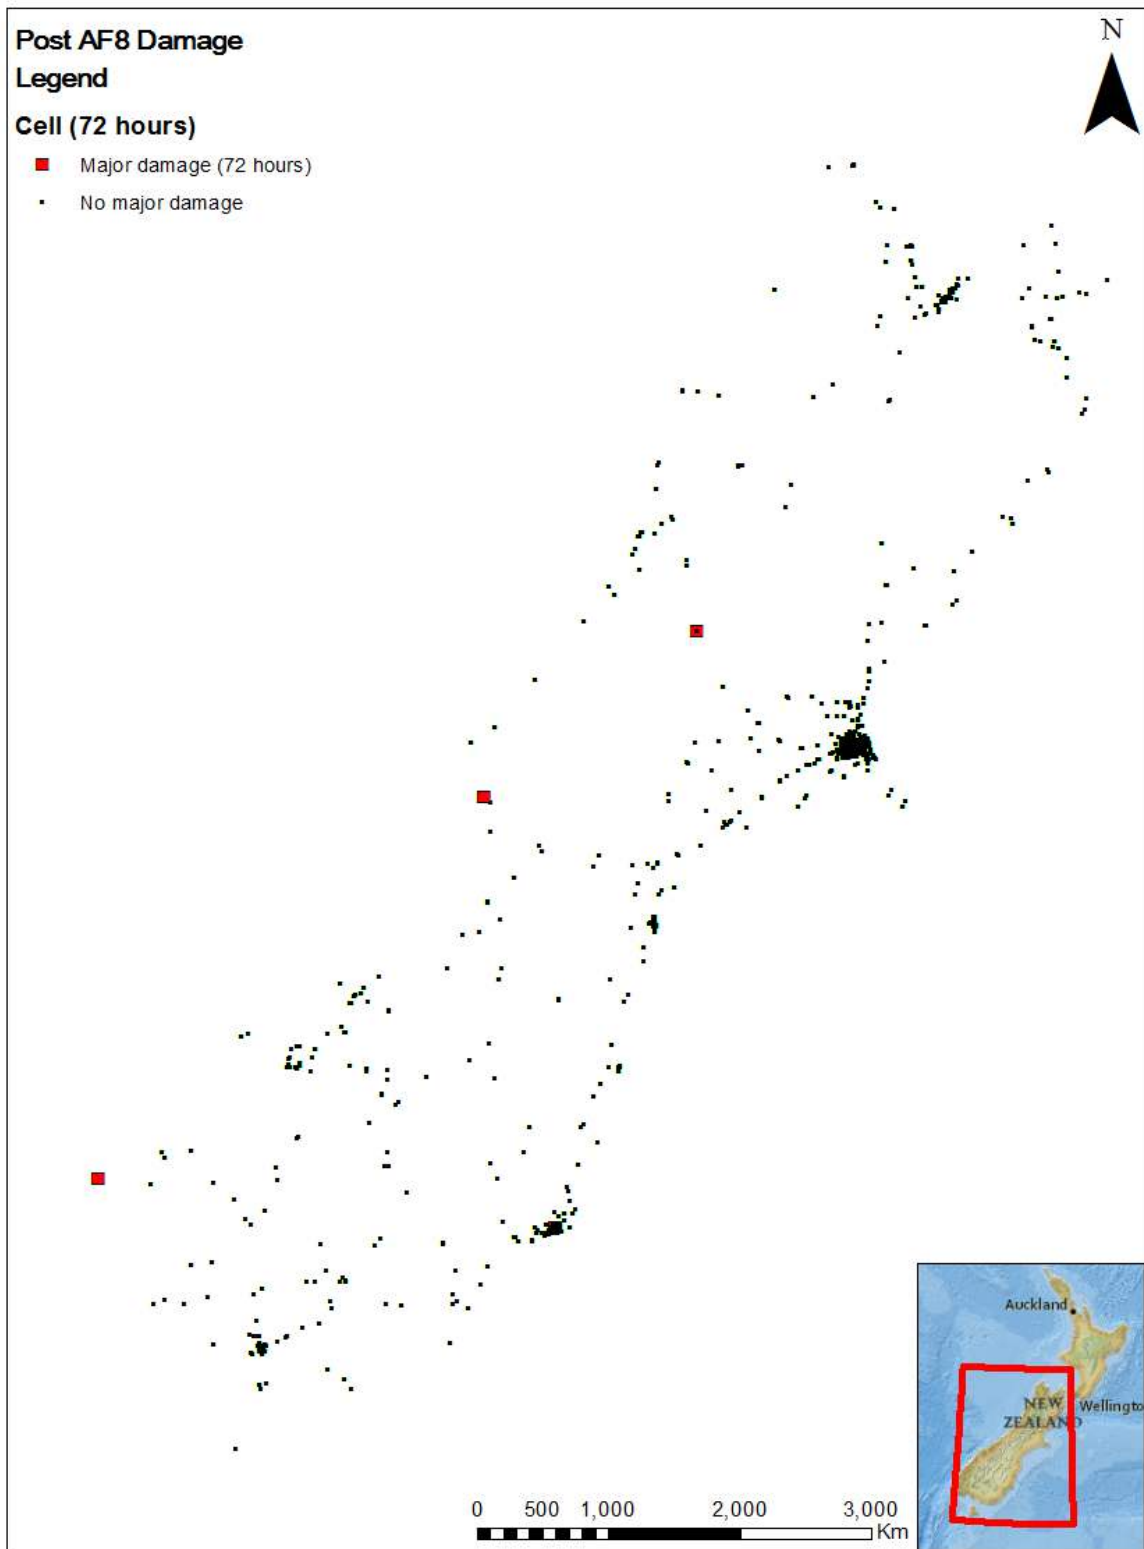 Post AF8 Damage
Legend
Cell (72 hours)
Major damage (72 hours)
No major damage
N
Auckland
NEW
ZEALAND
Wellingto
0 500 1,000 2,000 3,000
Km